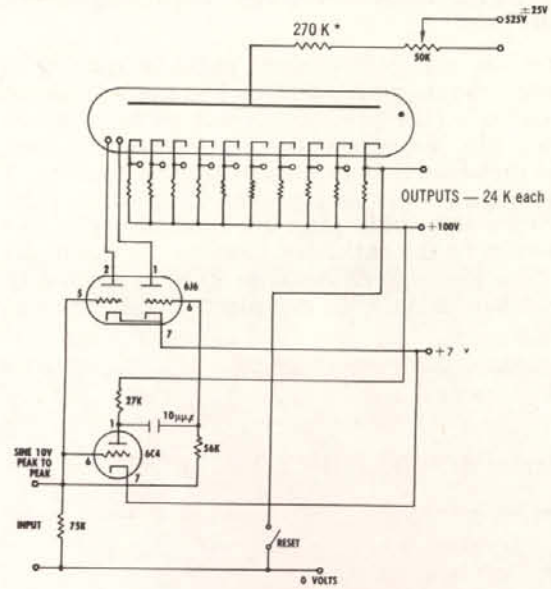 ±25V
270 K *
525V
50K
OUTPUTS — 24 K each
+100V
2
1
5
6J6
6
7
+7 v
27K
10μμf
1
56K
SINE 10V
PEAK TO
PEAK
6
6C4
7
INPUT
75K
RESET
0 VOLTS